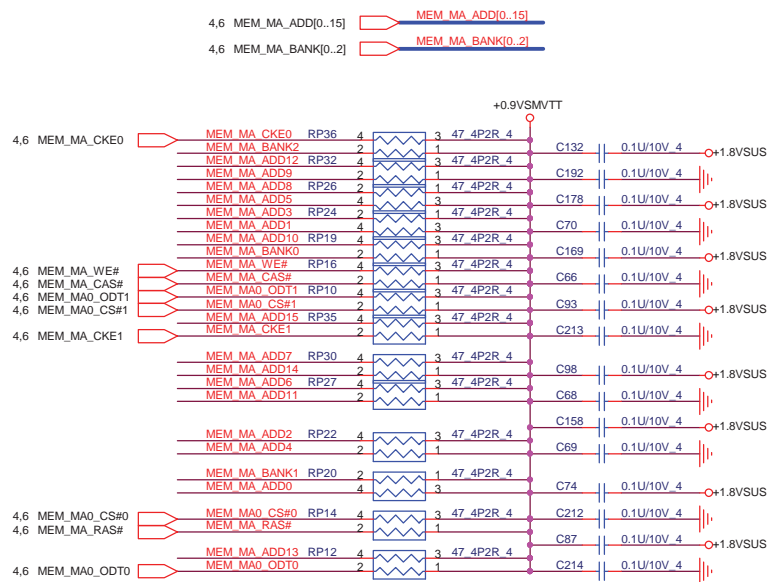 4,6 MEM_MA_ADD[0..15] MEM_MA_ADD[0..15]
4,6 MEM_MA_BANK[0..2] MEM_MA_BANK[0..2]
+0.9VSMVTT
4,6 MEM_MA_CKE0 MEM_MA_CKE0 RP36 4 3 47_4P2R_4
MEM_MA_BANK2 2 1 C132 0.1U/10V_4 +1.8VSUS
MEM_MA_ADD12 RP32 4 3 47_4P2R_4
MEM_MA_ADD9 2 1 C192 0.1U/10V_4
MEM_MA_ADD8 RP26 2 1 47_4P2R_4
MEM_MA_ADD5 4 3 C178 0.1U/10V_4 +1.8VSUS
MEM_MA_ADD3 RP24 2 1 47_4P2R_4
MEM_MA_ADD1 4 3 C70 0.1U/10V_4
MEM_MA_ADD10 RP19 4 3 47_4P2R_4
MEM_MA_BANK0 2 1 C169 0.1U/10V_4 +1.8VSUS
4,6 MEM_MA_WE# MEM_MA_WE# RP16 4 3 47_4P2R_4
4,6 MEM_MA_CAS# MEM_MA_CAS# 2 1 C66 0.1U/10V_4
4,6 MEM_MA0_ODT1 MEM_MA0_ODT1 RP10 4 3 47_4P2R_4
4,6 MEM_MA0_CS#1 MEM_MA0_CS#1 2 1 C93 0.1U/10V_4 +1.8VSUS
MEM_MA_ADD15 RP35 4 3 47_4P2R_4
4,6 MEM_MA_CKE1 MEM_MA_CKE1 2 1 C213 0.1U/10V_4
MEM_MA_ADD7 RP30 4 3 47_4P2R_4
MEM_MA_ADD14 2 1 C98 0.1U/10V_4 +1.8VSUS
MEM_MA_ADD6 RP27 4 3 47_4P2R_4
MEM_MA_ADD11 2 1 C68 0.1U/10V_4
C158 0.1U/10V_4 +1.8VSUS
MEM_MA_ADD2 RP22 4 3 47_4P2R_4
MEM_MA_ADD4 2 1 C69 0.1U/10V_4
MEM_MA_BANK1 RP20 2 1 47_4P2R_4
MEM_MA_ADD0 4 3 C74 0.1U/10V_4 +1.8VSUS
4,6 MEM_MA0_CS#0 MEM_MA0_CS#0 RP14 4 3 47_4P2R_4 C212 0.1U/10V_4
4,6 MEM_MA_RAS# MEM_MA_RAS# 2 1
C87 0.1U/10V_4 +1.8VSUS
MEM_MA_ADD13 RP12 4 3 47_4P2R_4
4,6 MEM_MA0_ODT0 MEM_MA0_ODT0 2 1 C214 0.1U/10V_4